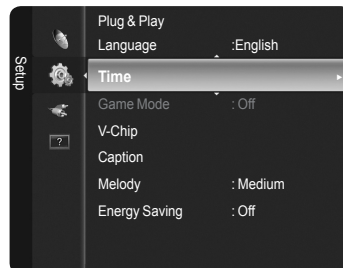 Setup
Plug & Play
Language :English
Time
Game Mode : Off
V-Chip
Caption
Melody : Medium
Energy Saving : Off
?